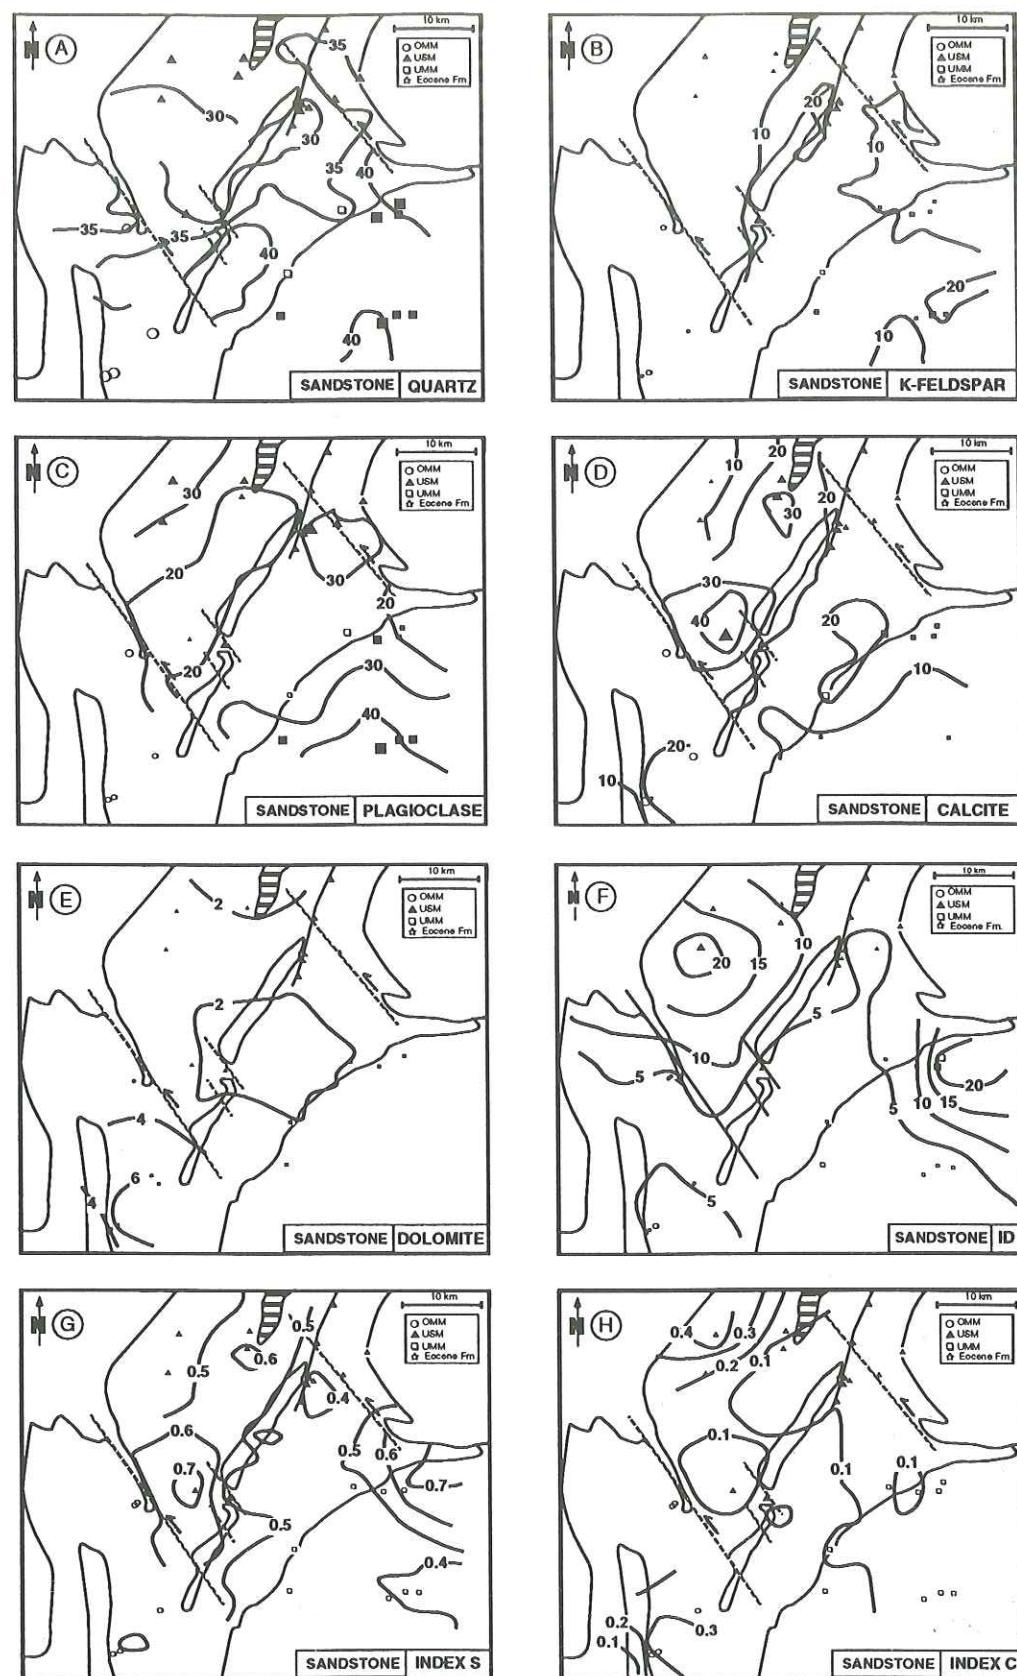 A
N
10 km
OMM
USM
UMM
Eocene Fm
35
30
30
35
40
35
35
40
40
SANDSTONE QUARTZ
B
N
10 km
OMM
USM
UMM
Eocene Fm
20
10
10
20
10
SANDSTONE K-FELDSPAR
C
N
10 km
OMM
USM
UMM
Eocene Fm
30
20
30
20
20
30
40
SANDSTONE PLAGIOCLASE
D
N
10 km
OMM
USM
UMM
Eocene Fm
10
20
20
30
30
40
20
10
20
10
SANDSTONE CALCITE
E
N
10 km
OMM
USM
UMM
Eocene Fm
2
2
4
6
4
SANDSTONE DOLOMITE
F
N
10 km
OMM
USM
UMM
Eocene Fm.
10
15
20
5
10
5
20
5
10
15
5
SANDSTONE ID
G
N
10 km
OMM
USM
UMM
Eocene Fm
0.5
0.6
0.5
0.4
0.6
0.5
0.6
0.7
0.7
0.5
0.4
SANDSTONE INDEX S
H
N
10 km
OMM
USM
UMM
Eocene Fm
0.4
0.3
0.2
0.1
0.1
0.1
0.1
0.2
0.3
0.1
SANDSTONE INDEX C